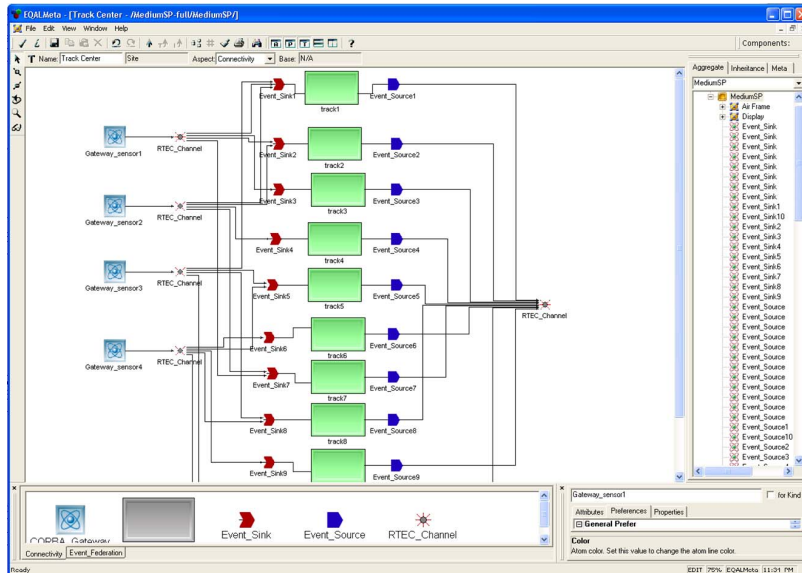 EQALMeta - [Track Center - /MediumSP-full/MediumSP/]
File Edit View Window Help
Components:
Name: Track Center Site Aspect: Connectivity Base: N/A
Aggregate Inheritance Meta
MediumSP
Event_Sink1 track1 Event_Source1
Gateway_sensor1 RTEC_Channel
Event_Sink2 track2 Event_Source2
Event_Sink3 track3 Event_Source3
Gateway_sensor2 RTEC_Channel
Event_Sink4 track4 Event_Source4
Gateway_sensor3 RTEC_Channel
Event_Sink5 track5 Event_Source5
RTEC_Channel
Event_Sink6 track6 Event_Source6
Gateway_sensor4 RTEC_Channel
Event_Sink7 track7 Event_Source7
Event_Sink8 track8 Event_Source8
Event_Sink9 Event_Source9
MediumSP
Air Frame
Display
Event_Sink
Event_Sink
Event_Sink
Event_Sink
Event_Sink
Event_Sink
Event_Sink
Event_Sink1
Event_Sink10
Event_Sink2
Event_Sink3
Event_Sink4
Event_Sink5
Event_Sink6
Event_Sink7
Event_Sink8
Event_Sink9
Event_Source
Event_Source
Event_Source
Event_Source
Event_Source
Event_Source
Event_Source
Event_Source
Event_Source
Event_Source
Event_Source1
Event_Source10
Event_Source2
Event_Source3
CORBA_Gateway Event_Sink Event_Source RTEC_Channel
Connectivity Event_Federation
Gateway_sensor1 for Kind
Attributes Preferences Properties
General Prefer
Color
Atom color. Set this value to change the atom line color.
Ready EDIT 75% EQALMeta 11:31 PM